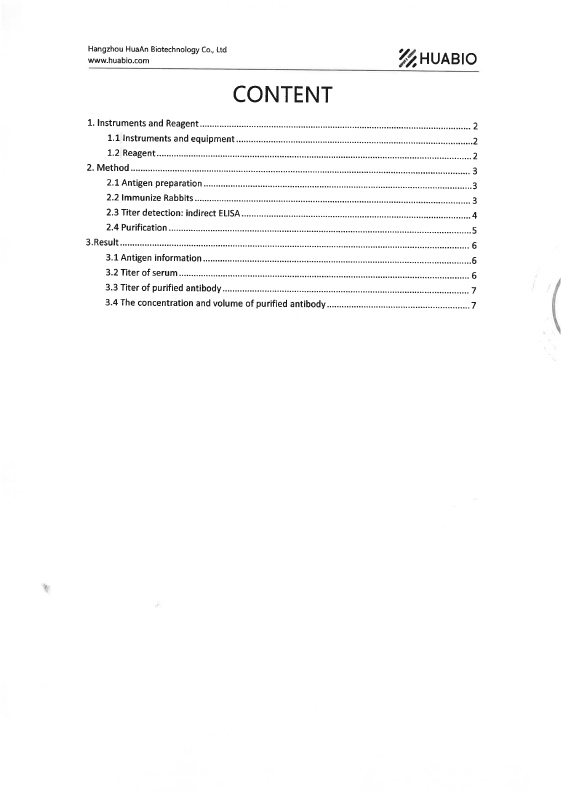 Hangzhou HuaAn Biotechnology Co., Ltd
www.huabio.com
HUABIO
CONTENT
1. Instruments and Reagent ........ 2
1.1 Instruments and equipment ........ 2
1.2 Reagent ........ 2
2. Method ........ 3
2.1 Antigen preparation ........ 3
2.2 Immunize Rabbits ........ 3
2.3 Titer detection: indirect ELISA ........ 4
2.4 Purification ........ 5
3.Result ........ 6
3.1 Antigen information ........ 6
3.2 Titer of serum ........ 6
3.3 Titer of purified antibody ........ 7
3.4 The concentration and volume of purified antibody ........ 7